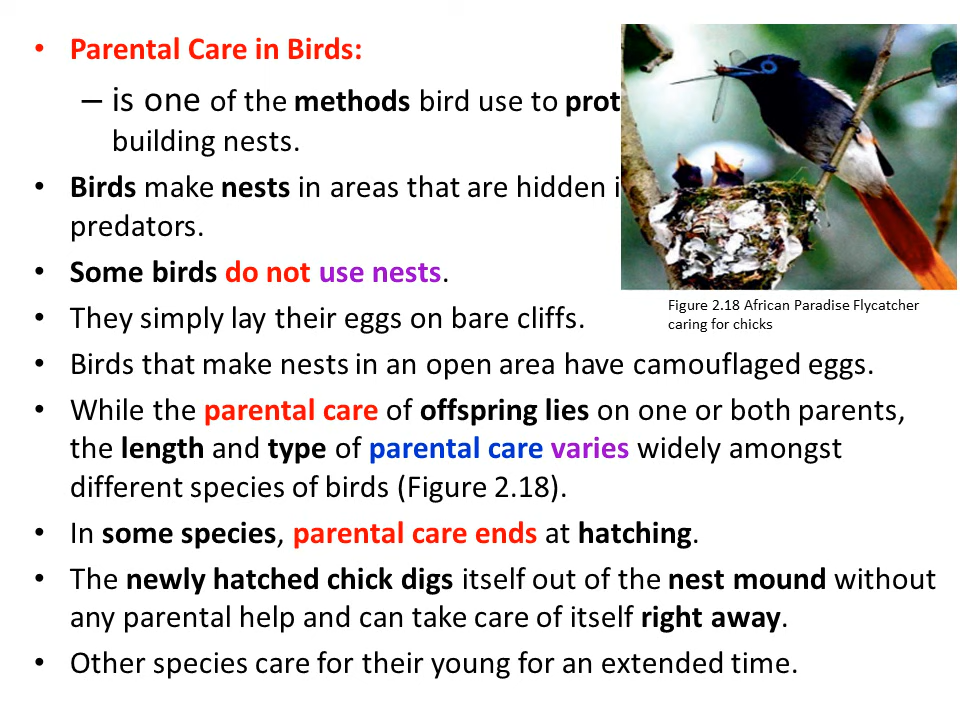 • Parental Care in Birds:
– is one of the methods bird use to
building nests.
• Birds make nests in areas that are hidden
predators.
• Some birds do not use nests.
• They simply lay their eggs on bare cliffs.
Figure 2.18 African Paradise Flycatcher
caring for chicks
• Birds that make nests in an open area have camouflaged eggs.
• While the parental care of offspring lies on one or both parents,
the length and type of parental care varies widely amongst
different species of birds (Figure 2.18).
• In some species, parental care ends at hatching.
• The newly hatched chick digs itself out of the nest mound without
any parental help and can take care of itself right away.
• Other species care for their young for an extended time.